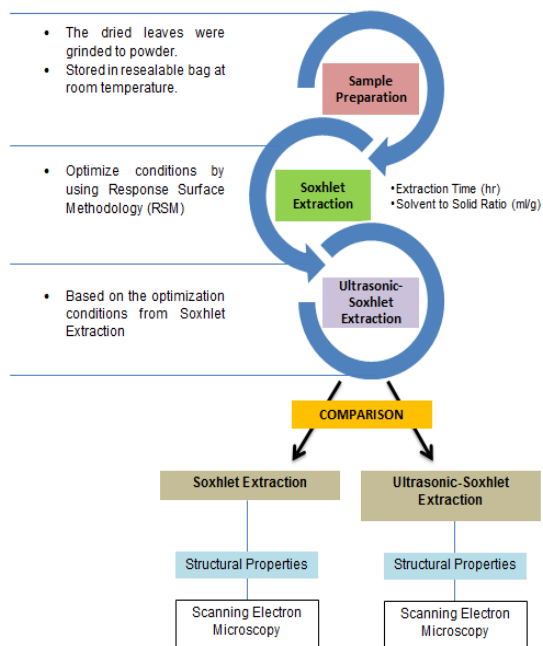 • The dried leaves were
grinded to powder.
• Stored in resealable bag at
room temperature.
Sample
Preparation
• Optimize conditions by
using Response Surface
Methodology (RSM)
Soxhlet
Extraction
•Extraction Time (hr)
•Solvent to Solid Ratio (ml/g)
• Based on the optimization
conditions from Soxhlet
Extraction
Ultrasonic-
Soxhlet
Extraction
COMPARISON
Soxhlet Extraction
Ultrasonic-Soxhlet
Extraction
Structural Properties
Structural Properties
Scanning Electron
Microscopy
Scanning Electron
Microscopy